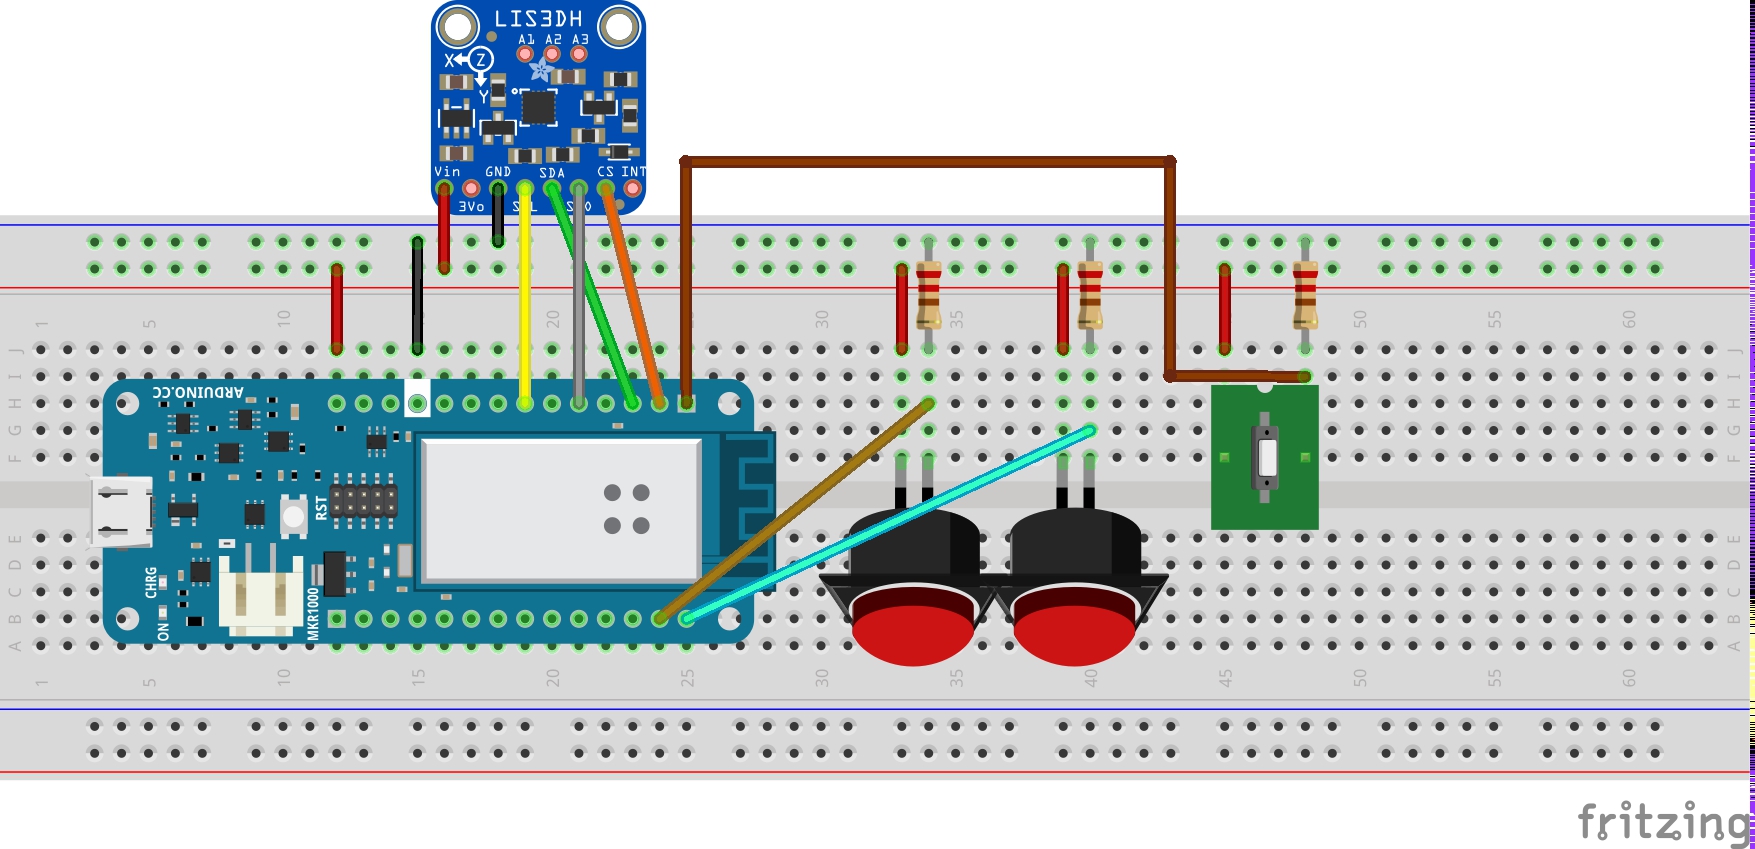 LIS3DH
A1 A2 A3
X Z
Y
Vin GND SDA CS INT
3Vo
1 5 10 20 30 35 50 55 60
J J
I I
H H
G G
F F
ARDUINO.CC
RST
E E
D D
C C
B B
A A
CHRG
ON
MKR1000
1 5 10 15 20 25 30 35 40 45 50 55 60
fritzing